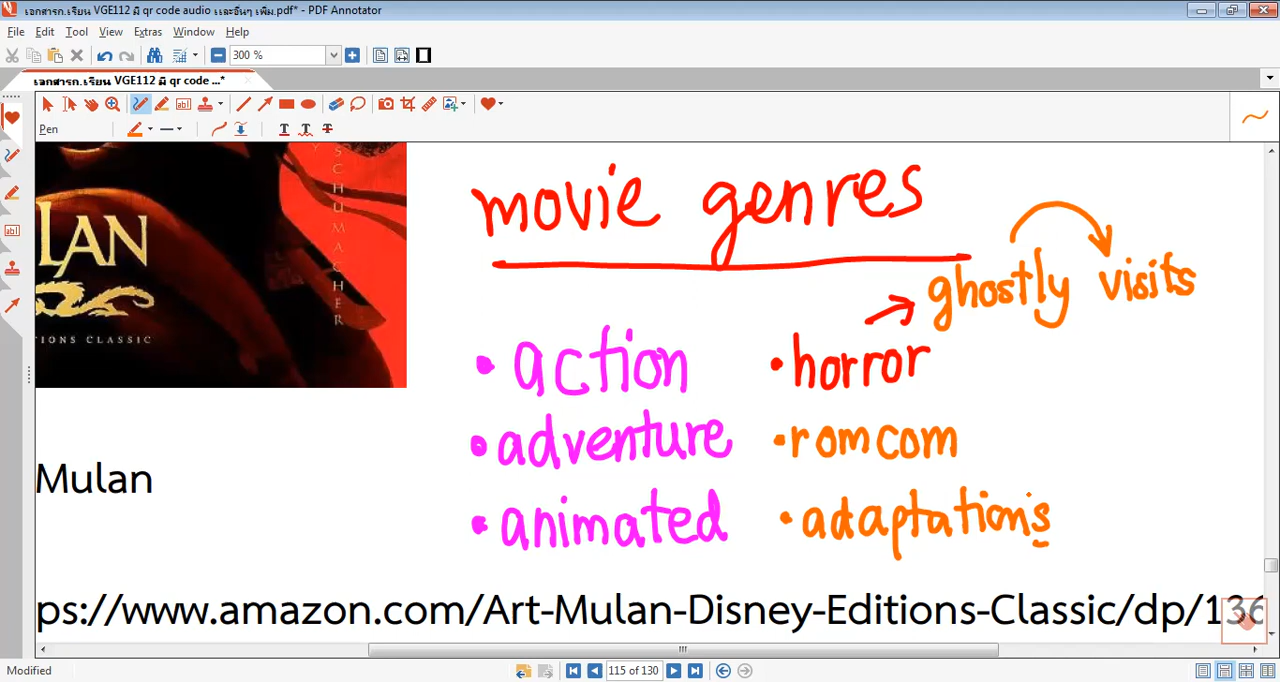 เอกสารก.เรียน VGE112 มี qr code audio และอื่นๆ เพิ่ม.pdf* - PDF Annotator
File Edit Tool View Extras Window Help
300 %
เอกสารก.เรียน VGE112 มี qr code ...*
Pen
SCHUMACHER
LAN
TIONS CLASSIC
movie genres
ghostly visits
• action
• horror
• adventure
• romcom
• animated
• adaptations
Mulan
ps://www.amazon.com/Art-Mulan-Disney-Editions-Classic/dp/136
Modified
115 of 130